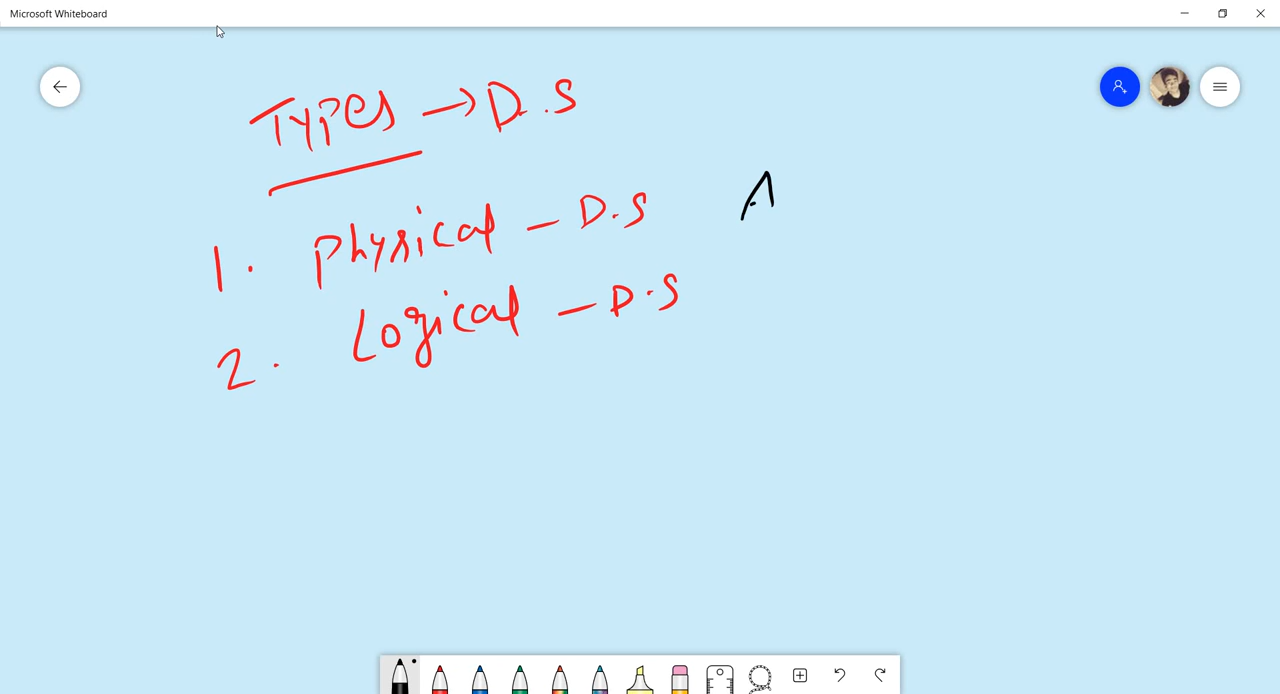 Microsoft Whiteboard
Types → D.S
1. Physical – D.S
A
2. Logical – D.S